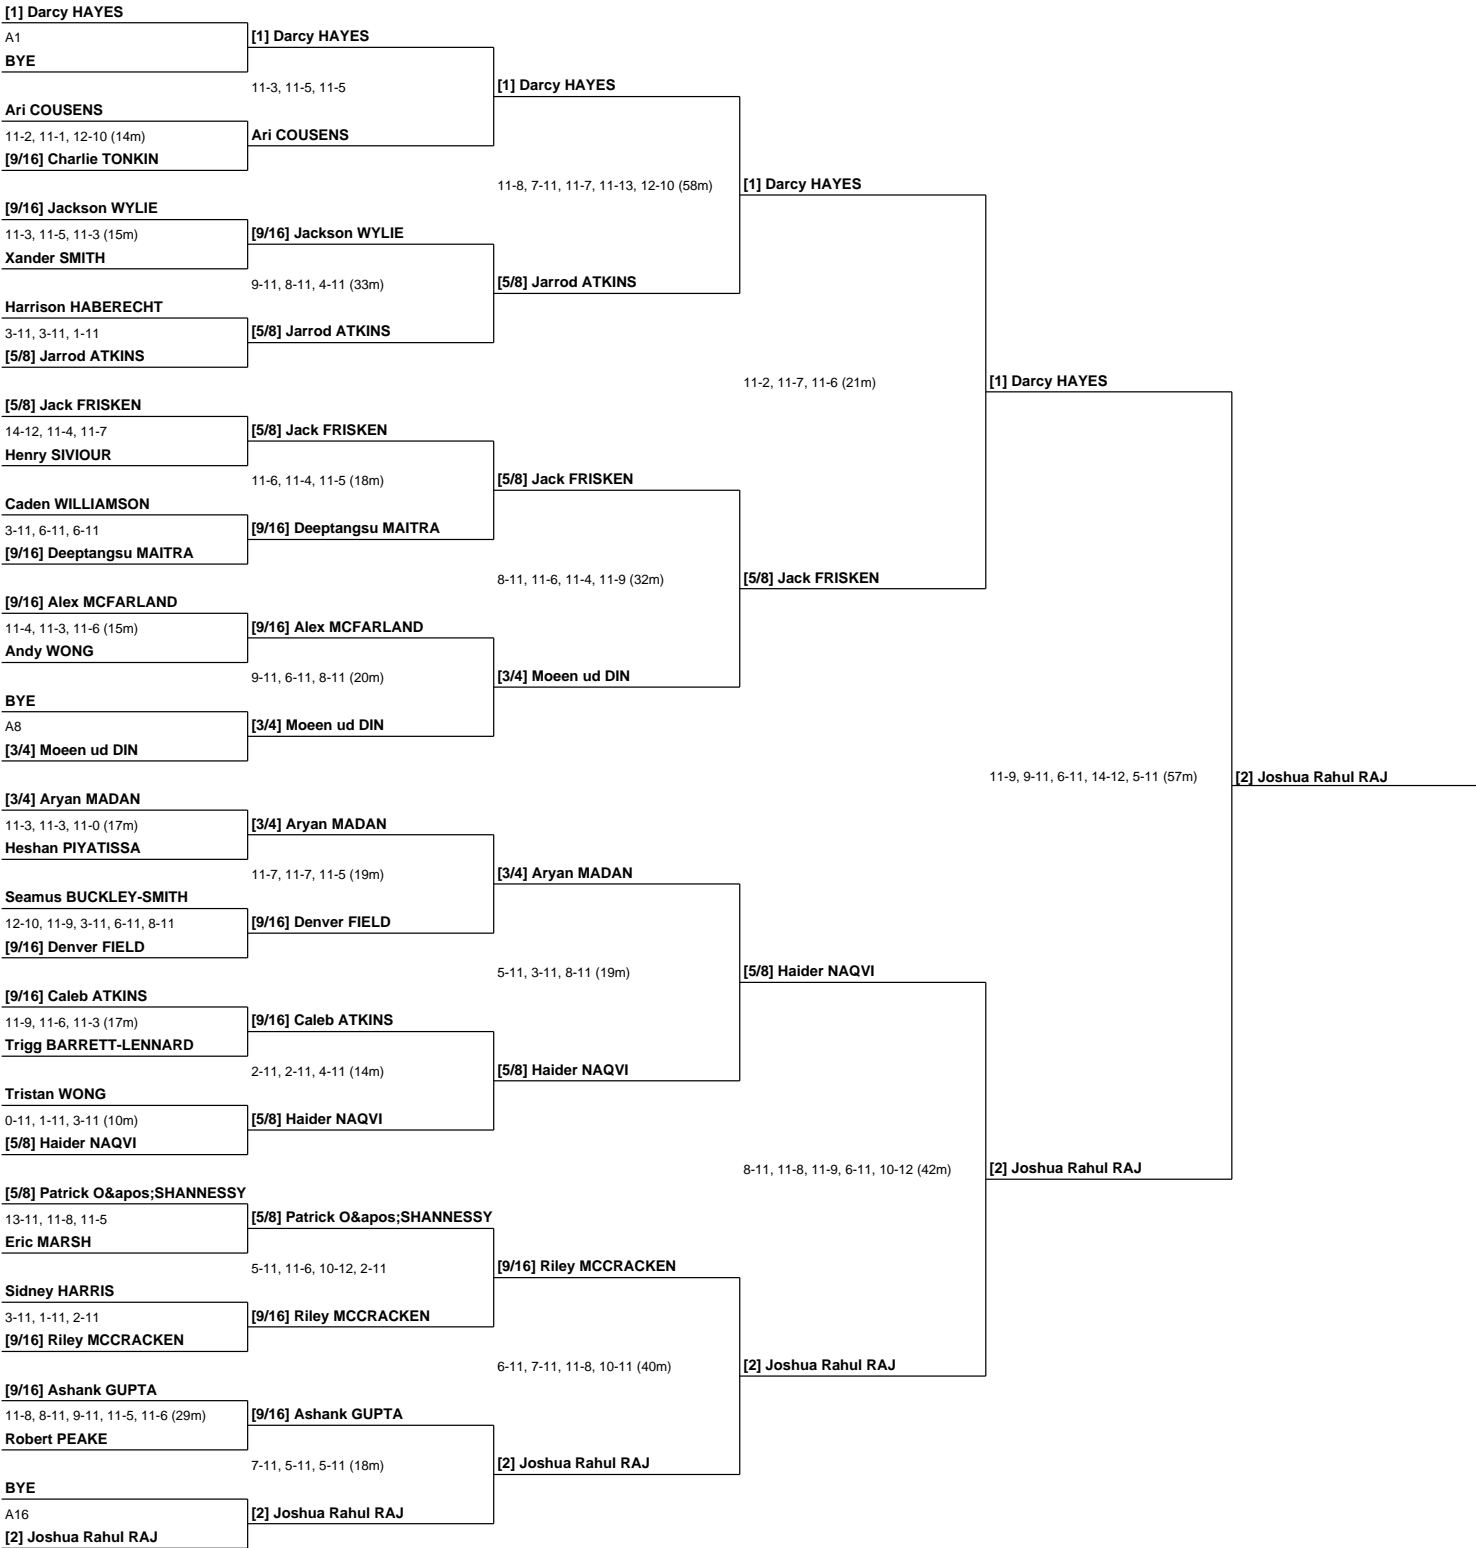 [1] Darcy HAYES
A1
BYE
Ari COUSENS
11-2, 11-1, 12-10 (14m)
[9/16] Charlie TONKIN
[9/16] Jackson WYLIE
11-3, 11-5, 11-3 (15m)
Xander SMITH
Harrison HABERECHT
3-11, 3-11, 1-11
[5/8] Jarrod ATKINS
[5/8] Jack FRISKEN
14-12, 11-4, 11-7
Henry SIVIOUR
Caden WILLIAMSON
3-11, 6-11, 6-11
[9/16] Deeptangsu MAITRA
[9/16] Alex MCFARLAND
11-4, 11-3, 11-6 (15m)
Andy WONG
BYE
A8
[3/4] Moeen ud DIN
[3/4] Aryan MADAN
11-3, 11-3, 11-0 (17m)
Heshan PIYATISSA
Seamus BUCKLEY-SMITH
12-10, 11-9, 3-11, 6-11, 8-11
[9/16] Denver FIELD
[9/16] Caleb ATKINS
11-9, 11-6, 11-3 (17m)
Trigg BARRETT-LENNARD
Tristan WONG
0-11, 1-11, 3-11 (10m)
[5/8] Haider NAQVI
[5/8] Patrick O&apos;SHANNESSY
13-11, 11-8, 11-5
Eric MARSH
Sidney HARRIS
3-11, 1-11, 2-11
[9/16] Riley MCCRACKEN
[9/16] Ashank GUPTA
11-8, 8-11, 9-11, 11-5, 11-6 (29m)
Robert PEAKE
BYE
A16
[2] Joshua Rahul RAJ
[1] Darcy HAYES
11-3, 11-5, 11-5
Ari COUSENS
[9/16] Jackson WYLIE
9-11, 8-11, 4-11 (33m)
[5/8] Jarrod ATKINS
[5/8] Jack FRISKEN
11-6, 11-4, 11-5 (18m)
[9/16] Deeptangsu MAITRA
[9/16] Alex MCFARLAND
9-11, 6-11, 8-11 (20m)
[3/4] Moeen ud DIN
[3/4] Aryan MADAN
11-7, 11-7, 11-5 (19m)
[9/16] Denver FIELD
[9/16] Caleb ATKINS
2-11, 2-11, 4-11 (14m)
[5/8] Haider NAQVI
[5/8] Patrick O&apos;SHANNESSY
5-11, 11-6, 10-12, 2-11
[9/16] Riley MCCRACKEN
[9/16] Ashank GUPTA
7-11, 5-11, 5-11 (18m)
[2] Joshua Rahul RAJ
[1] Darcy HAYES
11-8, 7-11, 11-7, 11-13, 12-10 (58m)
[5/8] Jarrod ATKINS
[5/8] Jack FRISKEN
8-11, 11-6, 11-4, 11-9 (32m)
[3/4] Moeen ud DIN
[3/4] Aryan MADAN
5-11, 3-11, 8-11 (19m)
[5/8] Haider NAQVI
[9/16] Riley MCCRACKEN
6-11, 7-11, 11-8, 10-11 (40m)
[2] Joshua Rahul RAJ
[1] Darcy HAYES
11-2, 11-7, 11-6 (21m)
[5/8] Jack FRISKEN
[5/8] Haider NAQVI
8-11, 11-8, 11-9, 6-11, 10-12 (42m)
[2] Joshua Rahul RAJ
[1] Darcy HAYES
11-9, 9-11, 6-11, 14-12, 5-11 (57m)
[2] Joshua Rahul RAJ
[2] Joshua Rahul RAJ